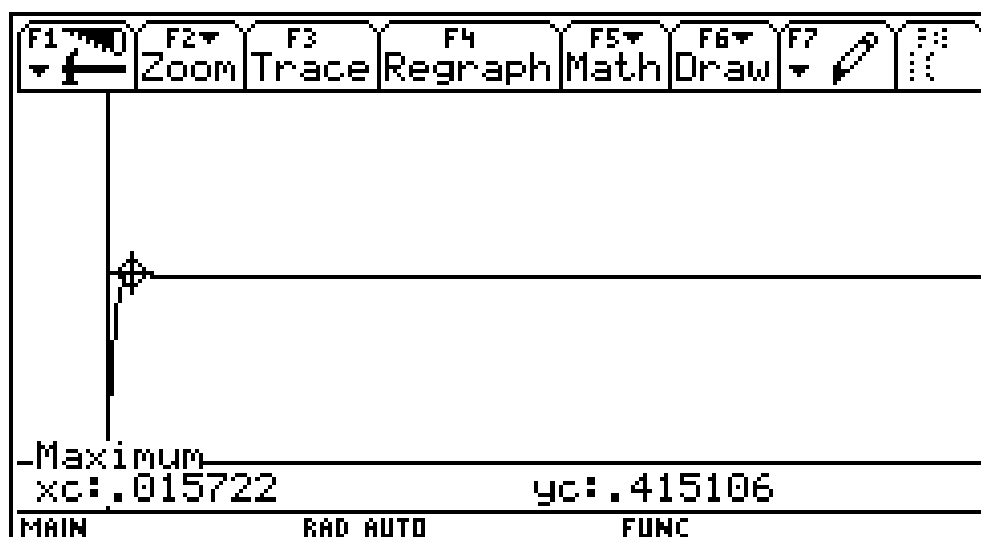 F1 F2 F3 F4 F5 F6 F7
Zoom Trace Regraph Math Draw
Maximum
xc:.015722 yc:.415106
MAIN RAD AUTO FUNC